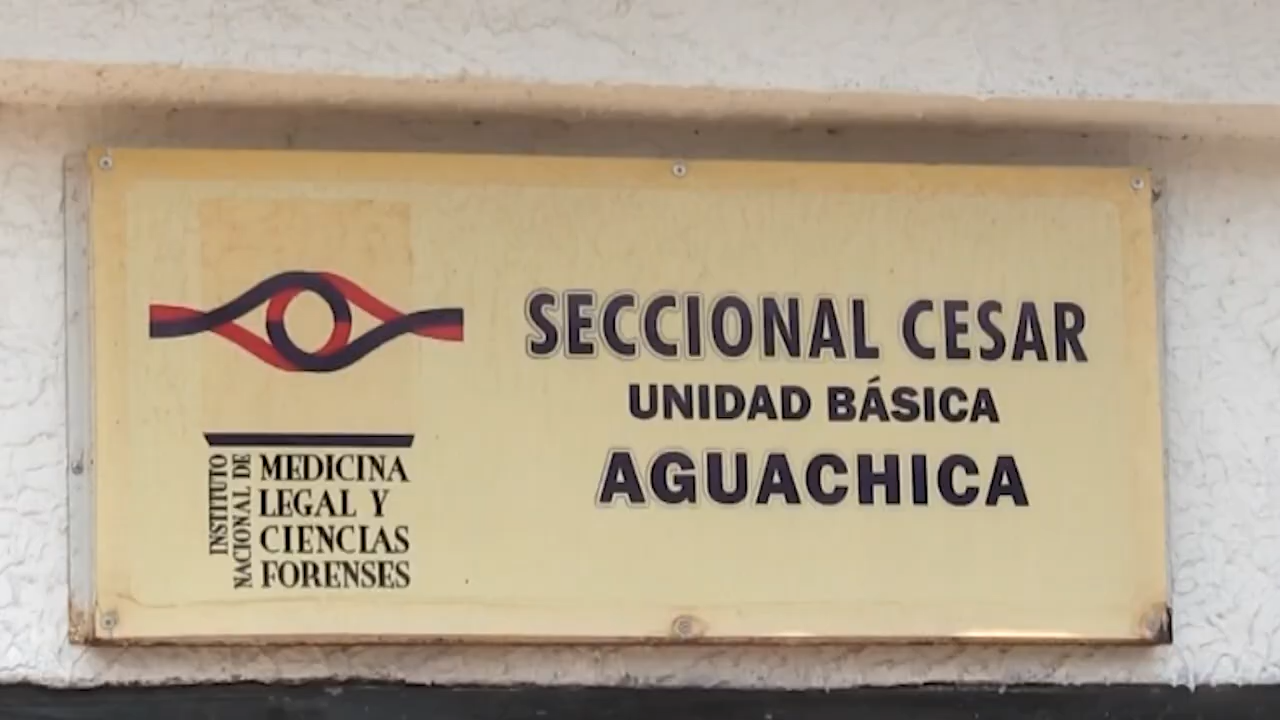 INSTITUTO
NACIONAL DE
MEDICINA
LEGAL Y
CIENCIAS
FORENSES
SECCIONAL CESAR
UNIDAD BÁSICA
AGUACHICA